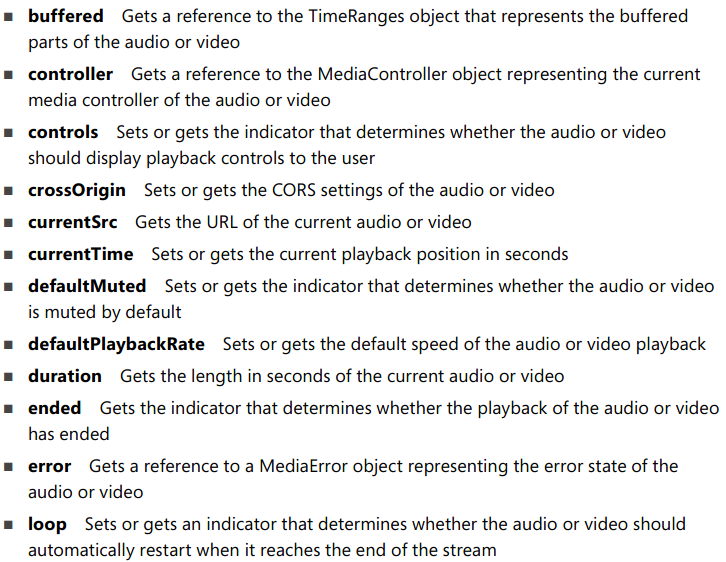 ▪ buffered Gets a reference to the TimeRanges object that represents the buffered
parts of the audio or video
▪ controller Gets a reference to the MediaController object representing the current
media controller of the audio or video
▪ controls Sets or gets the indicator that determines whether the audio or video
should display playback controls to the user
▪ crossOrigin Sets or gets the CORS settings of the audio or video
▪ currentSrc Gets the URL of the current audio or video
▪ currentTime Sets or gets the current playback position in seconds
▪ defaultMuted Sets or gets the indicator that determines whether the audio or video
is muted by default
▪ defaultPlaybackRate Sets or gets the default speed of the audio or video playback
▪ duration Gets the length in seconds of the current audio or video
▪ ended Gets the indicator that determines whether the playback of the audio or video
has ended
▪ error Gets a reference to a MediaError object representing the error state of the
audio or video
▪ loop Sets or gets an indicator that determines whether the audio or video should
automatically restart when it reaches the end of the stream